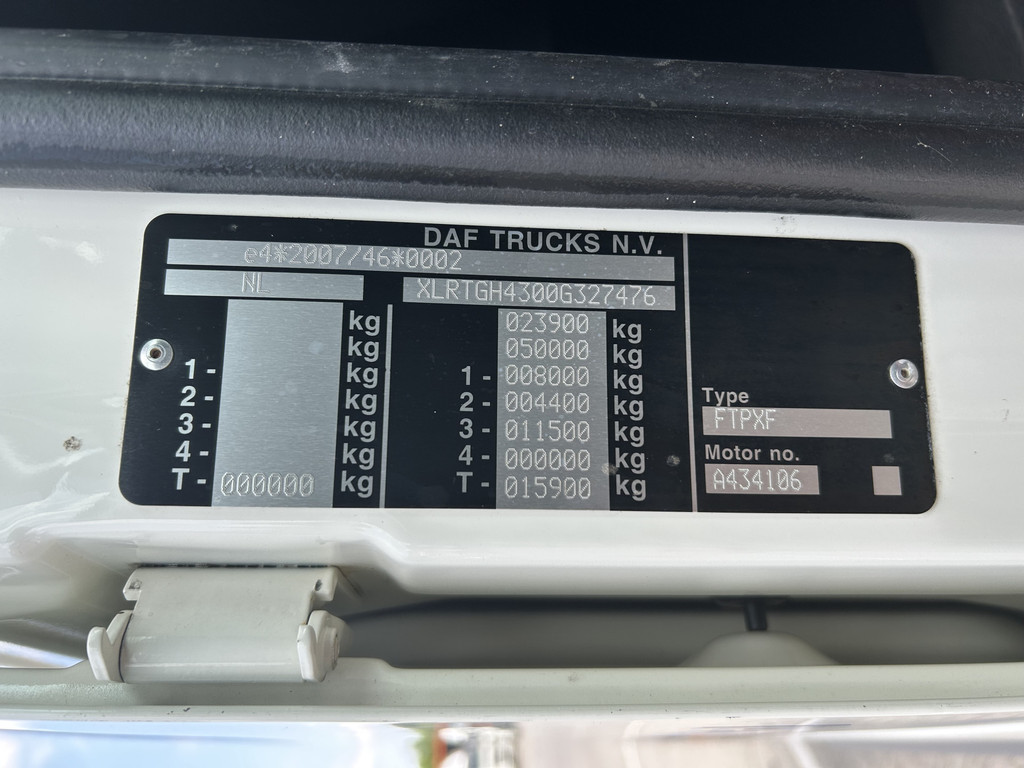 DAF TRUCKS N.V.
e4*2007/46*0002
NL XLRTGH4300G327476
kg 023900 kg
kg 050000 kg
1- kg 1- 008000 kg
2- kg 2- 004400 kg
3- kg 3- 011500 kg
4- kg 4- 000000 kg
T- 000000 kg T- 015900 kg
Type
FTPXF
Motor no.
A434106